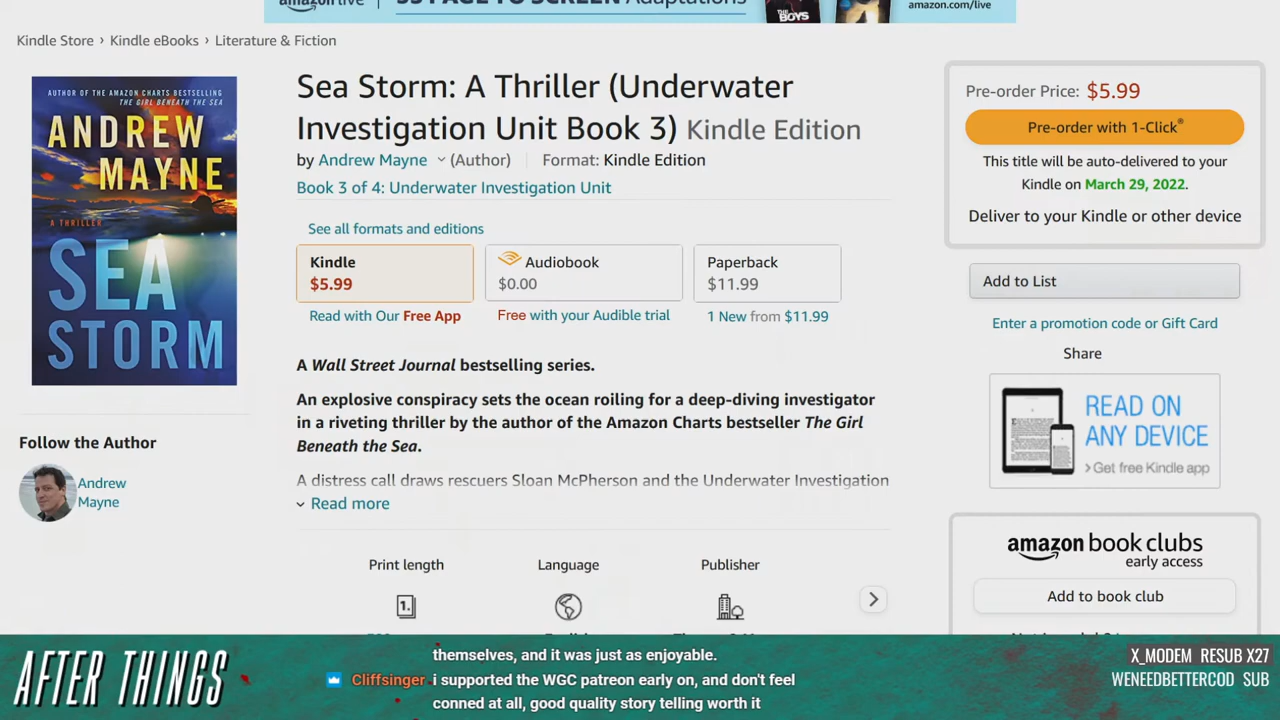 amazon live
amazon.com/live
THE BOYS
Kindle Store › Kindle eBooks › Literature & Fiction
AUTHOR OF THE AMAZON CHARTS BESTSELLING
THE GIRL BENEATH THE SEA
ANDREW
MAYNE
A THRILLER
SEA
STORM
Sea Storm: A Thriller (Underwater
Investigation Unit Book 3) Kindle Edition
by Andrew Mayne (Author) Format: Kindle Edition
Book 3 of 4: Underwater Investigation Unit
See all formats and editions
Kindle
$5.99
Read with Our Free App
Audiobook
$0.00
Free with your Audible trial
Paperback
$11.99
1 New from $11.99
A Wall Street Journal bestselling series.
An explosive conspiracy sets the ocean roiling for a deep-diving investigator
in a riveting thriller by the author of the Amazon Charts bestseller The Girl
Beneath the Sea.
A distress call draws rescuers Sloan McPherson and the Underwater Investigation
Read more
Follow the Author
Andrew
Mayne
Print length
Language
Publisher
1.
Pre-order Price: $5.99
Pre-order with 1-Click®
This title will be auto-delivered to your
Kindle on March 29, 2022.
Deliver to your Kindle or other device
Add to List
Enter a promotion code or Gift Card
Share
READ ON
ANY DEVICE
› Get free Kindle app
amazon book clubs
early access
Add to book club
AFTER THINGS
themselves, and it was just as enjoyable.
Cliffsinger i supported the WGC patreon early on, and don't feel
conned at all, good quality story telling worth it
X_MODEM RESUB X27
WENEEDBETTERCOD SUB